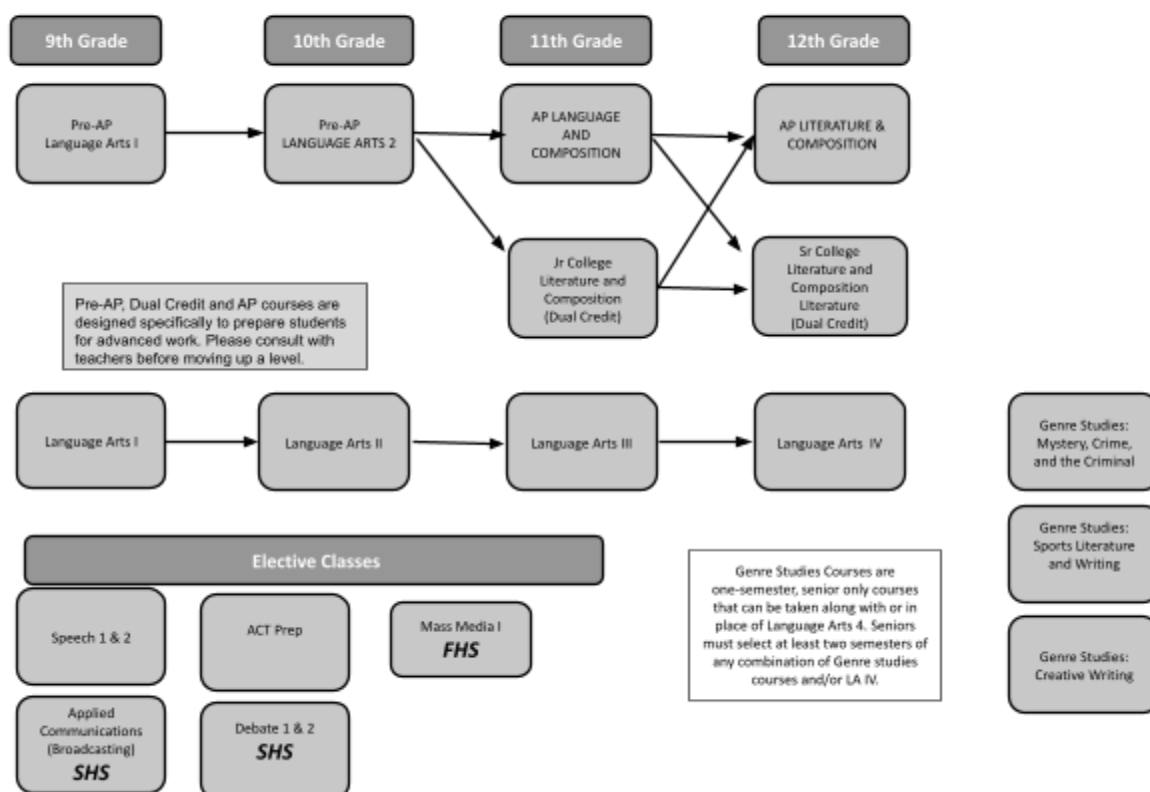 9th Grade
10th Grade
11th Grade
12th Grade
Pre-AP
Language Arts I
Pre-AP
LANGUAGE ARTS 2
AP LANGUAGE
AND
COMPOSITION
AP LITERATURE &
COMPOSITION
Jr College
Literature and
Composition
(Dual Credit)
Sr College
Literature and
Composition
Literature
(Dual Credit)
Pre-AP, Dual Credit and AP courses are
designed specifically to prepare students
for advanced work. Please consult with
teachers before moving up a level.
Language Arts I
Language Arts II
Language Arts III
Language Arts IV
Genre Studies:
Mystery, Crime,
and the Criminal
Genre Studies:
Sports Literature
and Writing
Genre Studies:
Creative Writing
Elective Classes
Speech 1 & 2
ACT Prep
Mass Media I
FHS
Applied
Communications
(Broadcasting)
SHS
Debate 1 & 2
SHS
Genre Studies Courses are
one-semester, senior only courses
that can be taken along with or in
place of Language Arts 4. Seniors
must select at least two semesters of
any combination of Genre studies
courses and/or LA IV.